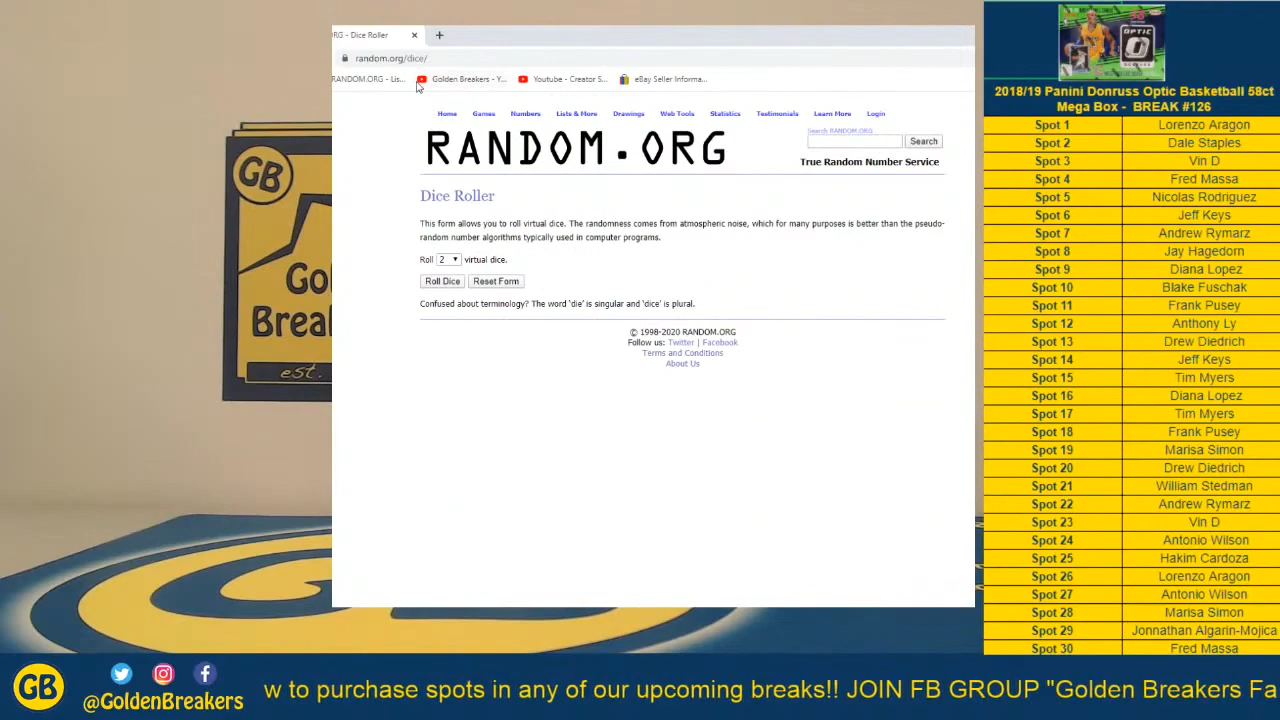 RG - Dice Roller
random.org/dice/
RANDOM.ORG - Lis...
Golden Breakers - Y...
Youtube - Creator S...
eBay Seller Informa...
Home Games Numbers Lists & More Drawings Web Tools Statistics Testimonials Learn More Login
RANDOM.ORG
Search RANDOM.ORG
Search
True Random Number Service
Dice Roller
This form allows you to roll virtual dice. The randomness comes from atmospheric noise, which for many purposes is better than the pseudo-
random number algorithms typically used in computer programs.
Roll 2 virtual dice.
Roll Dice Reset Form
Confused about terminology? The word 'die' is singular and 'dice' is plural.
© 1998-2020 RANDOM.ORG
Follow us: Twitter | Facebook
Terms and Conditions
About Us
GB
Go
Brea
est.
OPTIC
2018/19 Panini Donruss Optic Basketball 58ct
Mega Box - BREAK #126
Spot 1 Lorenzo Aragon
Spot 2 Dale Staples
Spot 3 Vin D
Spot 4 Fred Massa
Spot 5 Nicolas Rodriguez
Spot 6 Jeff Keys
Spot 7 Andrew Rymarz
Spot 8 Jay Hagedorn
Spot 9 Diana Lopez
Spot 10 Blake Fuschak
Spot 11 Frank Pusey
Spot 12 Anthony Ly
Spot 13 Drew Diedrich
Spot 14 Jeff Keys
Spot 15 Tim Myers
Spot 16 Diana Lopez
Spot 17 Tim Myers
Spot 18 Frank Pusey
Spot 19 Marisa Simon
Spot 20 Drew Diedrich
Spot 21 William Stedman
Spot 22 Andrew Rymarz
Spot 23 Vin D
Spot 24 Antonio Wilson
Spot 25 Hakim Cardoza
Spot 26 Lorenzo Aragon
Spot 27 Antonio Wilson
Spot 28 Marisa Simon
Spot 29 Jonnathan Algarin-Mojica
Spot 30 Fred Massa
GB
@GoldenBreakers
w to purchase spots in any of our upcoming breaks!! JOIN FB GROUP "Golden Breakers Fa